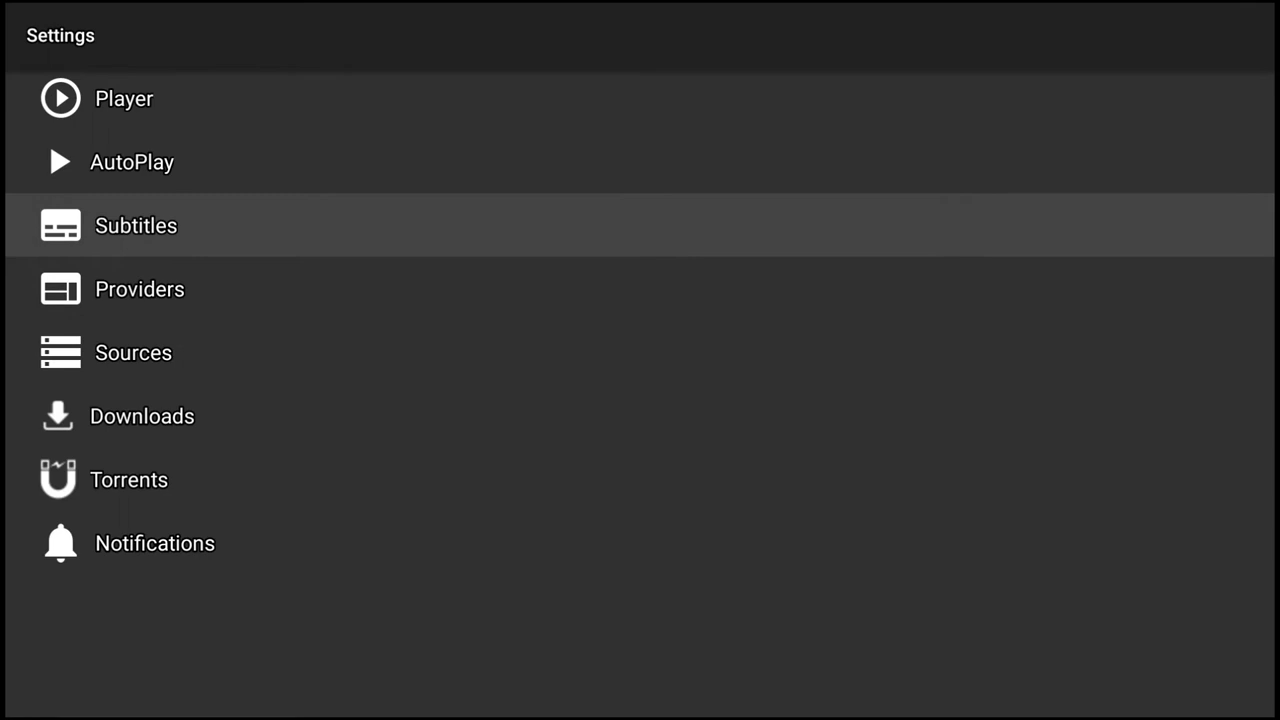 Settings
Player
AutoPlay
Subtitles
Providers
Sources
Downloads
Torrents
Notifications